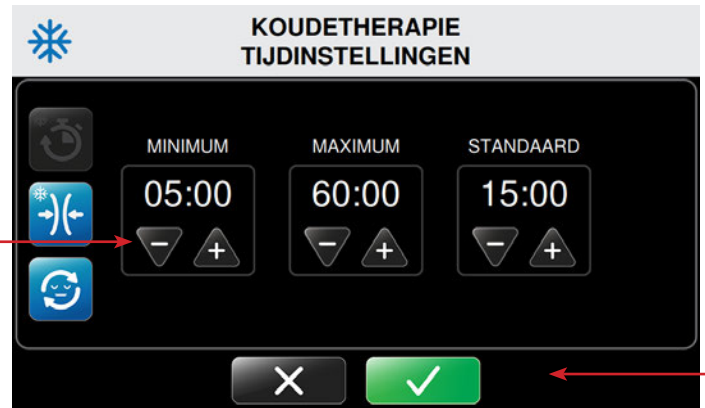 KOUDETHERAPIE
TIJDINSTELLINGEN
MINIMUM MAXIMUM STANDAARD
05:00 60:00 15:00
− + − + − +